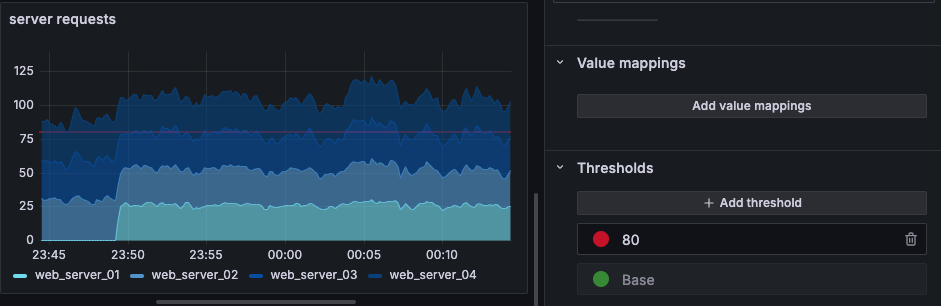 server requests
125
100
75
50
25
0
23:45 23:50 23:55 00:00 00:05 00:10
web_server_01 web_server_02 web_server_03 web_server_04
Value mappings
Add value mappings
Thresholds
+ Add threshold
80
Base